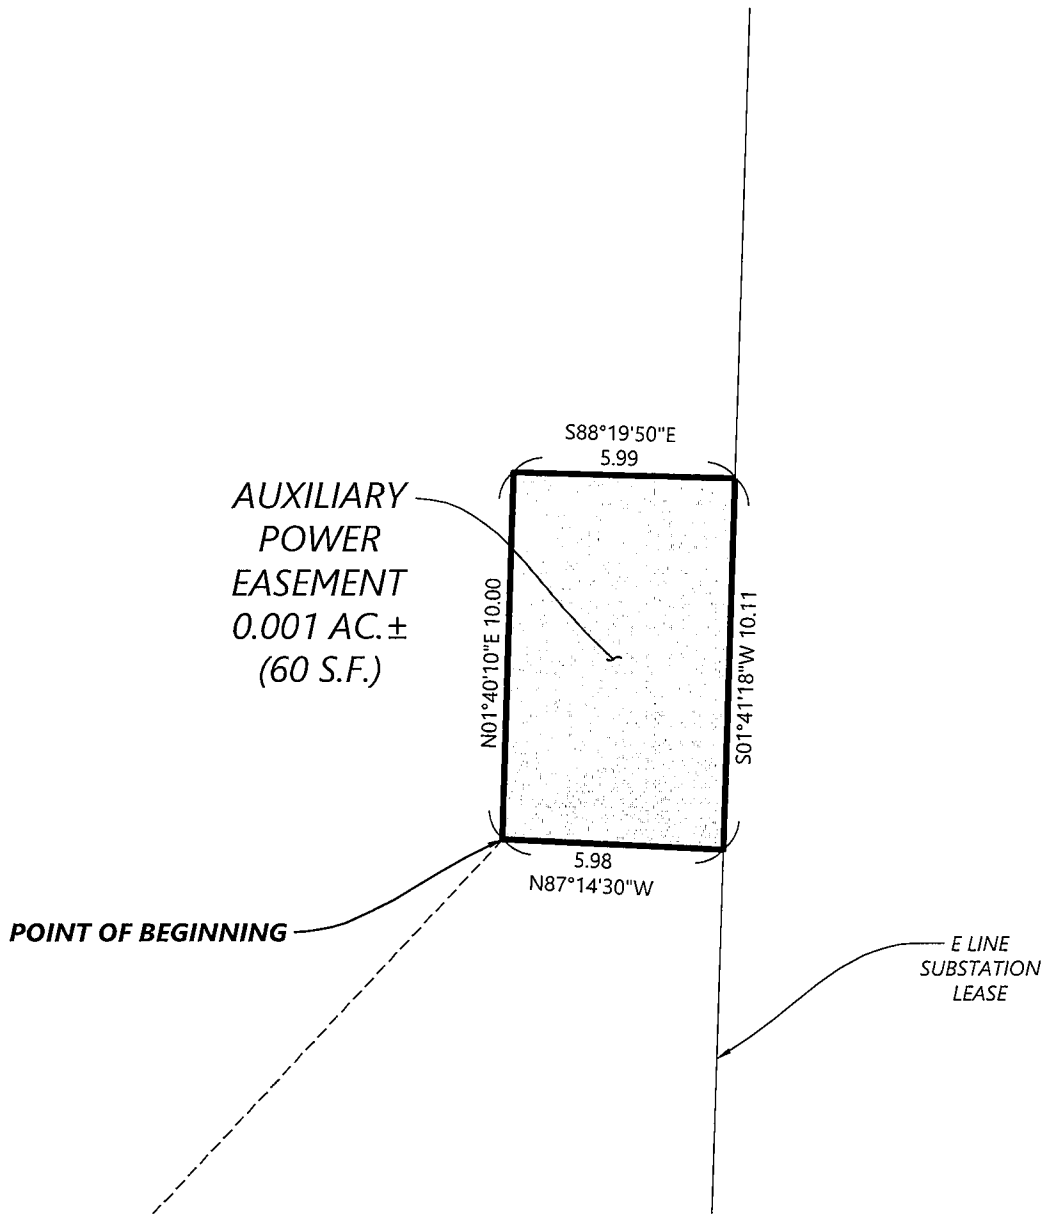 S88°19'50"E
5.99
AUXILIARY
POWER
EASEMENT
0.001 AC.±
(60 S.F.)
N01°40'10"E 10.00
S01°41'18"W 10.11
5.98
N87°14'30"W
POINT OF BEGINNING
E LINE
SUBSTATION
LEASE